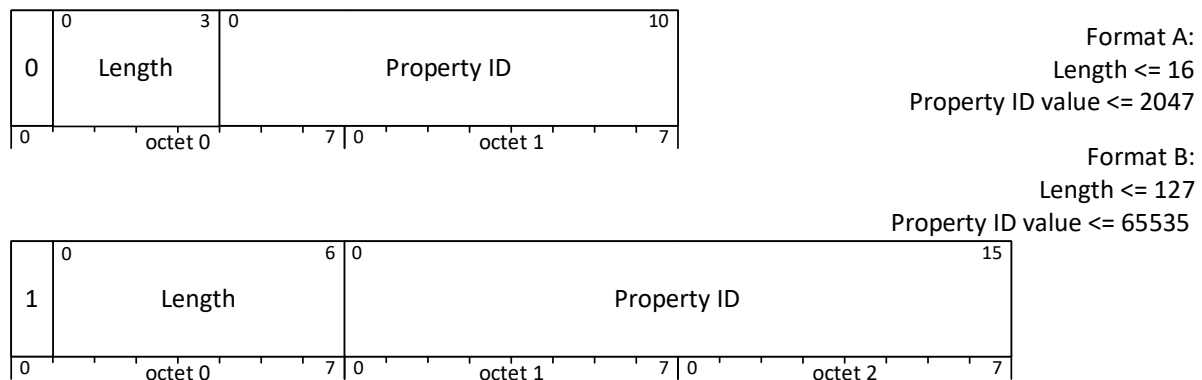 0 3 0 10
0 Length Property ID
0 octet 0 7 0 octet 1 7
Format A:
Length <= 16
Property ID value <= 2047
Format B:
Length <= 127
Property ID value <= 65535
0 6 0 15
1 Length Property ID
0 octet 0 7 0 octet 1 7 0 octet 2 7